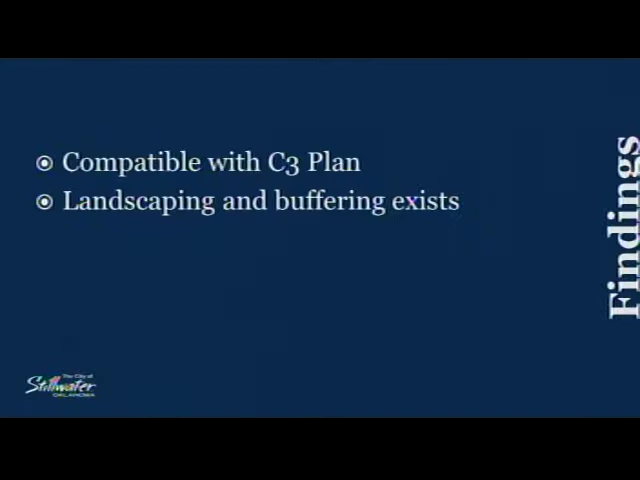 Compatible with C3 Plan
Landscaping and buffering exists
Findings
The City of
Stillwater
OKLAHOMA